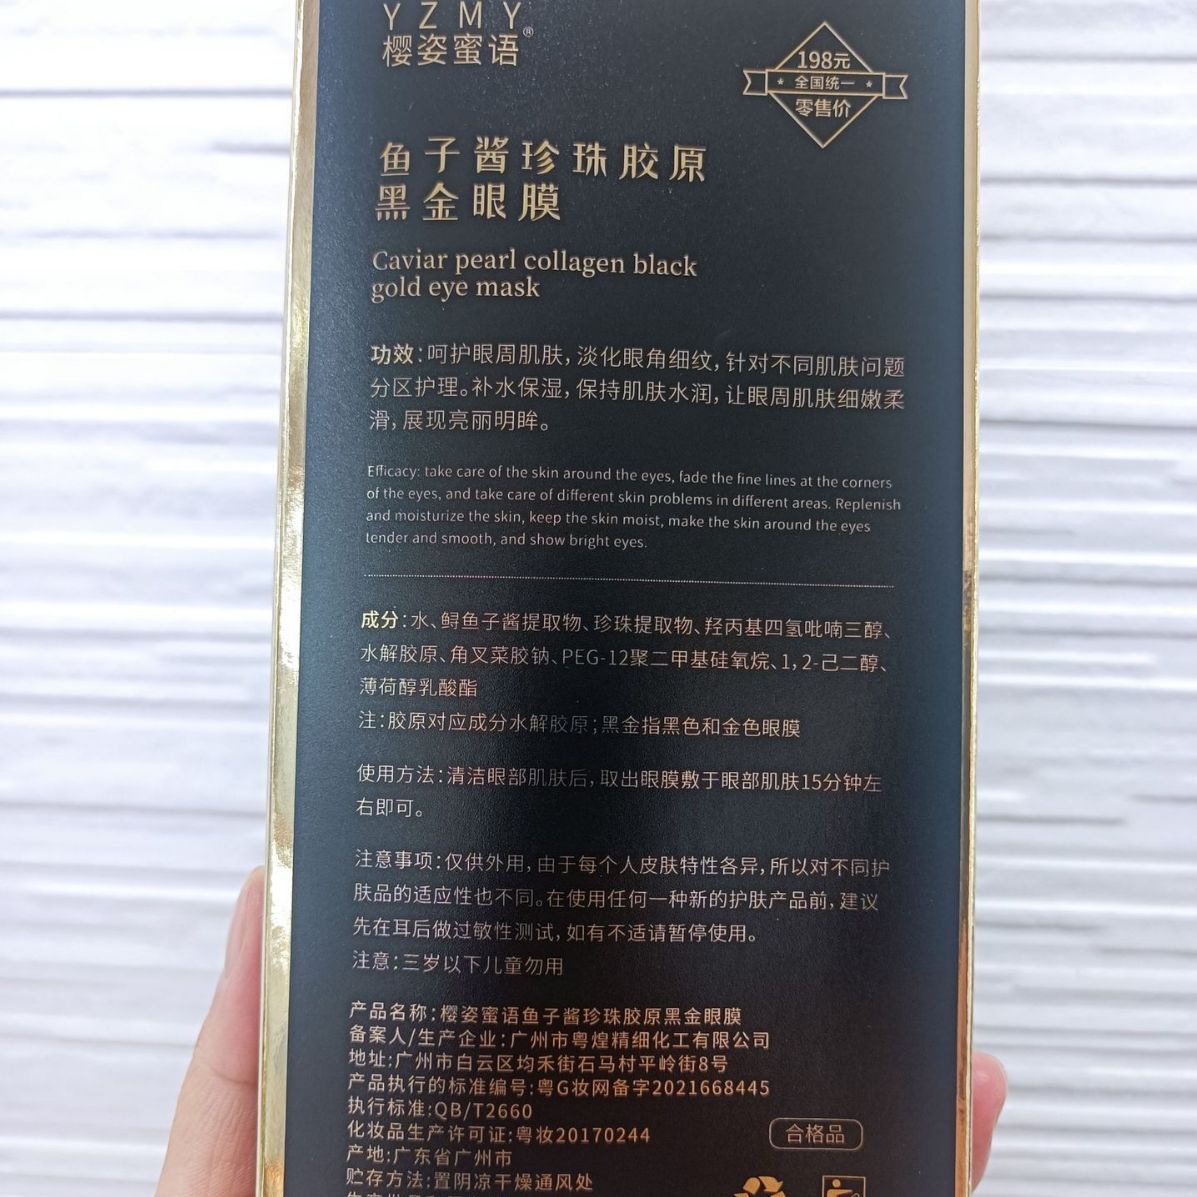 YZMY
樱姿蜜语®
198元
全国统一
零售价
鱼子酱珍珠胶原
黑金眼膜
Caviar pearl collagen black
gold eye mask
功效:呵护眼周肌肤,淡化眼角细纹,针对不同肌肤问题
分区护理。补水保湿,保持肌肤水润,让眼周肌肤细嫩柔
滑,展现亮丽明眸。
Efficacy: take care of the skin around the eyes, fade the fine lines at the corners
of the eyes, and take care of different skin problems in different areas. Replenish
and moisturize the skin, keep the skin moist, make the skin around the eyes
tender and smooth, and show bright eyes.
成分:水、鲟鱼子酱提取物、珍珠提取物、羟丙基四氢吡喃三醇、
水解胶原、角叉菜胶钠、PEG-12聚二甲基硅氧烷、1,2-己二醇、
薄荷醇乳酸酯
注:胶原对应成分水解胶原;黑金指黑色和金色眼膜
使用方法:清洁眼部肌肤后,取出眼膜敷于眼部肌肤15分钟左
右即可。
注意事项:仅供外用,由于每个人皮肤特性各异,所以对不同护
肤品的适应性也不同。在使用任何一种新的护肤产品前,建议
先在耳后做过敏性测试,如有不适请暂停使用。
注意:三岁以下儿童勿用
产品名称:樱姿蜜语鱼子酱珍珠胶原黑金眼膜
备案人/生产企业:广州市粤煌精细化工有限公司
地址:广州市白云区均禾街石马村平岭街8号
产品执行的标准编号:粤G妆网备字2021668445
执行标准:QB/T2660
化妆品生产许可证:粤妆20170244
合格品
产地:广东省广州市
贮存方法:置阴凉干燥通风处